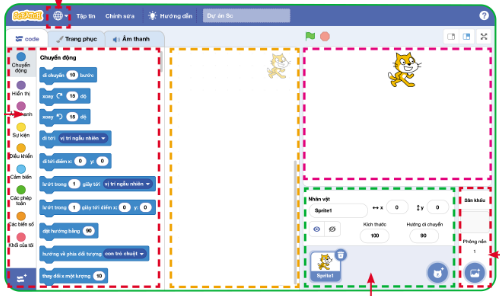 SCRATCH
Tập tin
Chỉnh sửa
Hướng dẫn
Dự án Sc
code
Trang phục
Âm thanh
Chuyển động
Hiển thị
anh
Sự kiện
Điều khiển
Cảm biến
Các phép toán
Các biến số
Khối của tôi
Chuyển động
di chuyển 10 bước
xoay 15 độ
xoay 15 độ
đi tới vị trí ngẫu nhiên
đi tới điểm x: 0 y: 0
lướt trong 1 giây tới vị trí ngẫu nhiên
lướt trong 1 giây tới điểm x: 0 y: 0
đặt hướng bằng 90
hướng về phía đối tượng con trỏ chuột
thay đổi x một lượng 10
Nhân vật
Sprite1
x 0
y 0
Kích thước
100
Hướng di chuyển
90
Sprite1
Sân khấu
Phông nền
1